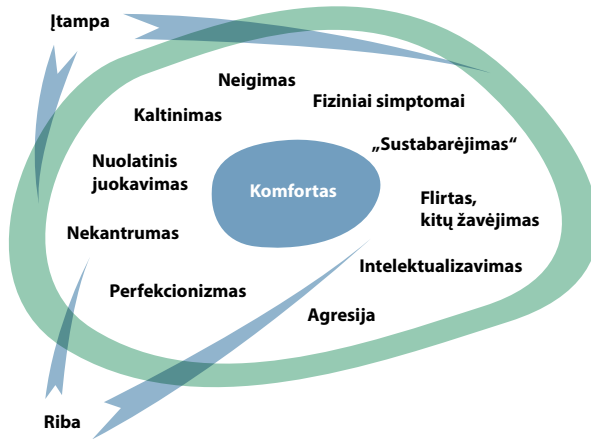 Įtampa
Neigimas
Fiziniai simptomai
Kaltinimas
„Sustabarėjimas“
Nuolatinis
juokavimas
Komfortas
Flirtas,
kitų žavėjimas
Nekantrumas
Intelektualizavimas
Perfekcionizmas
Agresija
Riba